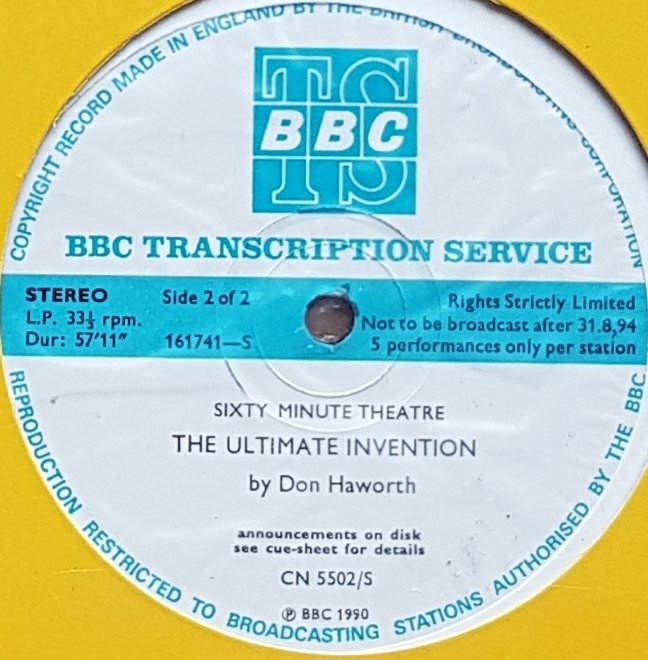 COPYRIGHT RECORD MADE IN ENGLAND BY THE BRITISH BROADCASTING CORPORATION
TS
BBC
BBC TRANSCRIPTION SERVICE
STEREO
Side 2 of 2
Rights Strictly Limited
L.P. 33⅓ rpm.
Not to be broadcast after 31.8,94
Dur: 57'11"
161741—S
5 performances only per station
SIXTY MINUTE THEATRE
THE ULTIMATE INVENTION
by Don Haworth
announcements on disk
see cue-sheet for details
CN 5502/S
℗ BBC 1990
REPRODUCTION RESTRICTED TO BROADCASTING STATIONS AUTHORISED BY THE BBC